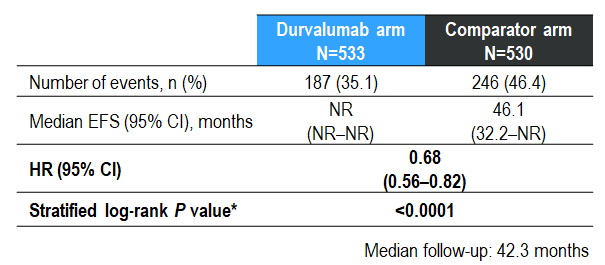 Durvalumab arm Comparator arm
N=533 N=530
Number of events, n (%) 187 (35.1) 246 (46.4)
Median EFS (95% CI), months NR 46.1
(NR–NR) (32.2–NR)
HR (95% CI) 0.68
(0.56–0.82)
Stratified log-rank P value* <0.0001
Median follow-up: 42.3 months